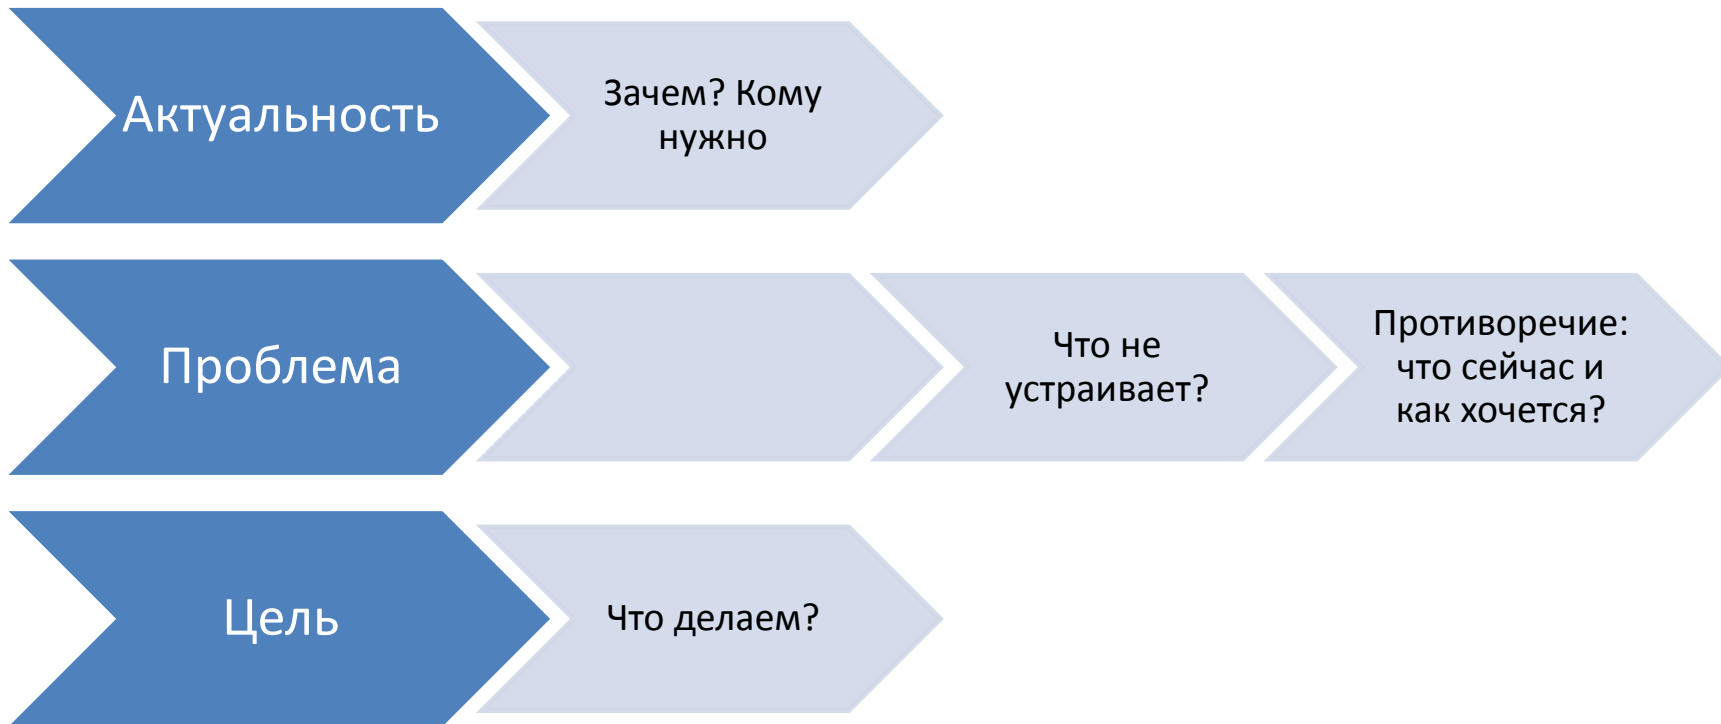 Актуальность
Зачем? Кому
нужно
Проблема
Что не
устраивает?
Противоречие:
что сейчас и
как хочется?
Цель
Что делаем?